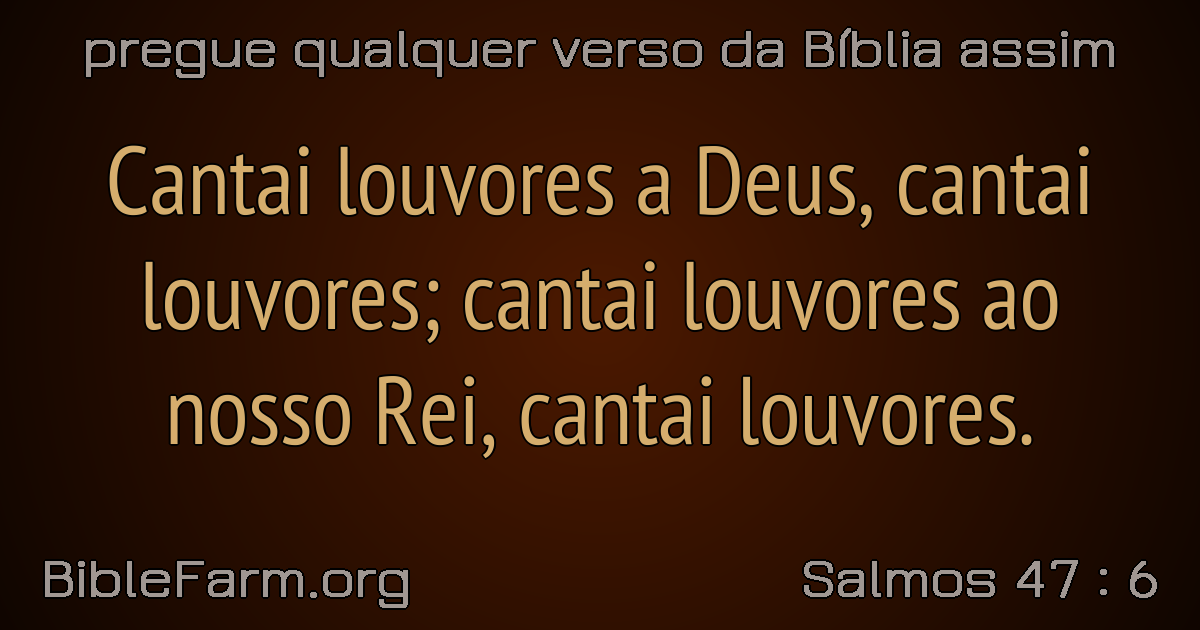 pregue qualquer verso da Bíblia assim
Cantai louvores a Deus, cantai
louvores; cantai louvores ao
nosso Rei, cantai louvores.
BibleFarm.org
Salmos 47 : 6